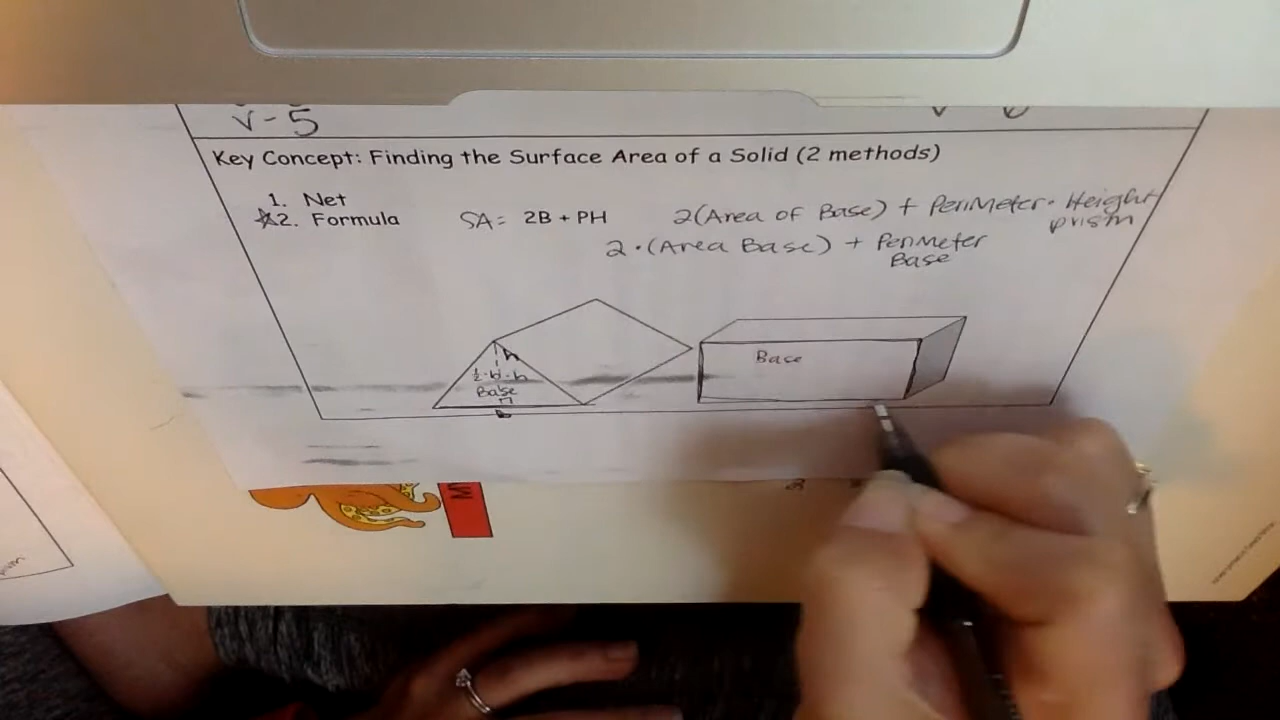 V - 5
Key Concept: Finding the Surface Area of a Solid (2 methods)
1. Net
☆2. Formula
SA = 2B + PH
2(Area of Base) + Perimeter · Height
prism
2·(Area Base) + Perimeter
Base
h
½·b·h
Base
b
Base
MY